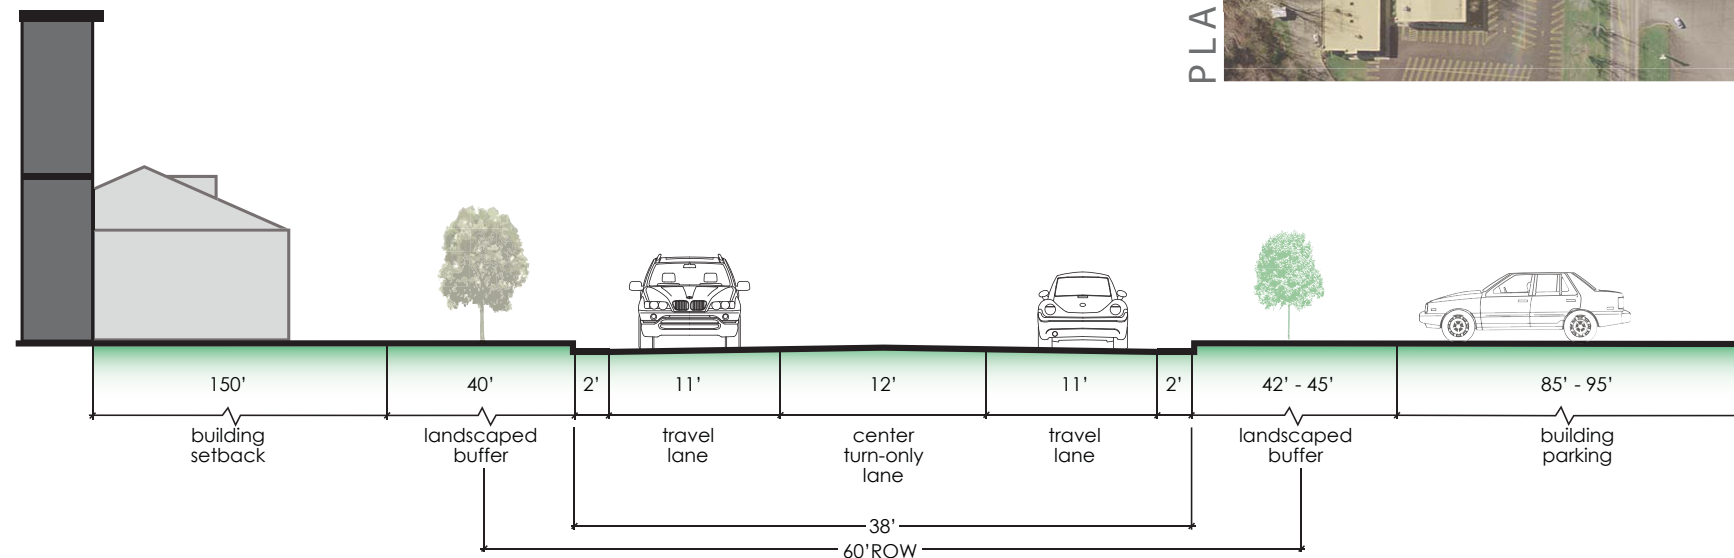 PLA
150'
40'
2'
11'
12'
11'
2'
42' - 45'
85' - 95'
building
setback
landscaped
buffer
travel
lane
center
turn-only
lane
travel
lane
landscaped
buffer
building
parking
38'
60'ROW